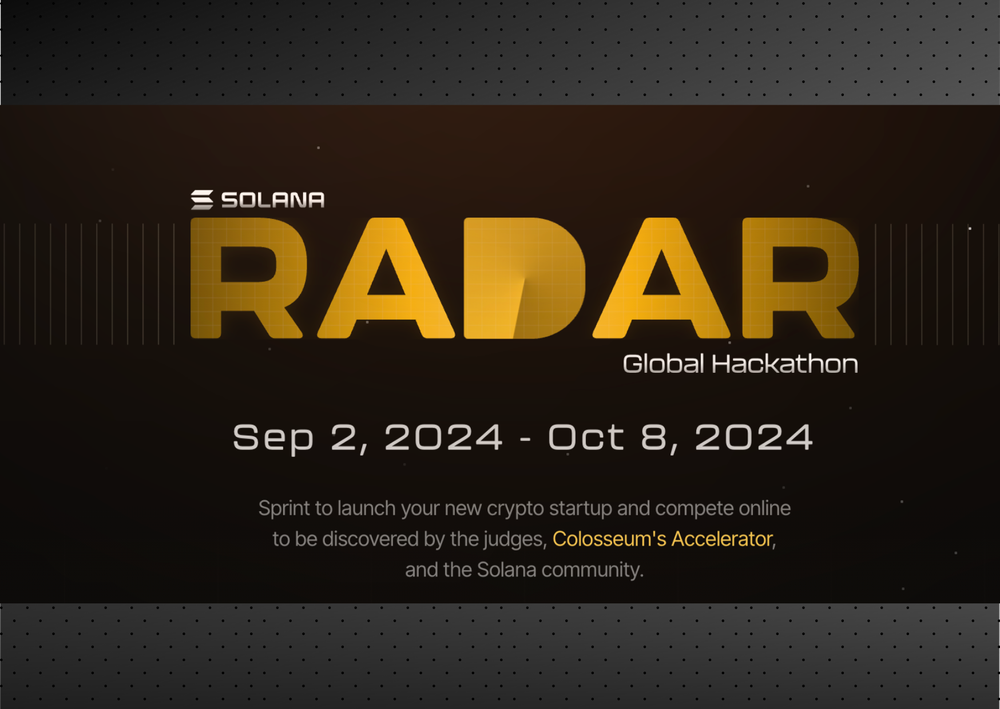 SOLANA
RADAR
Global Hackathon
Sep 2, 2024 - Oct 8, 2024
Sprint to launch your new crypto startup and compete online
to be discovered by the judges, Colosseum's Accelerator,
and the Solana community.